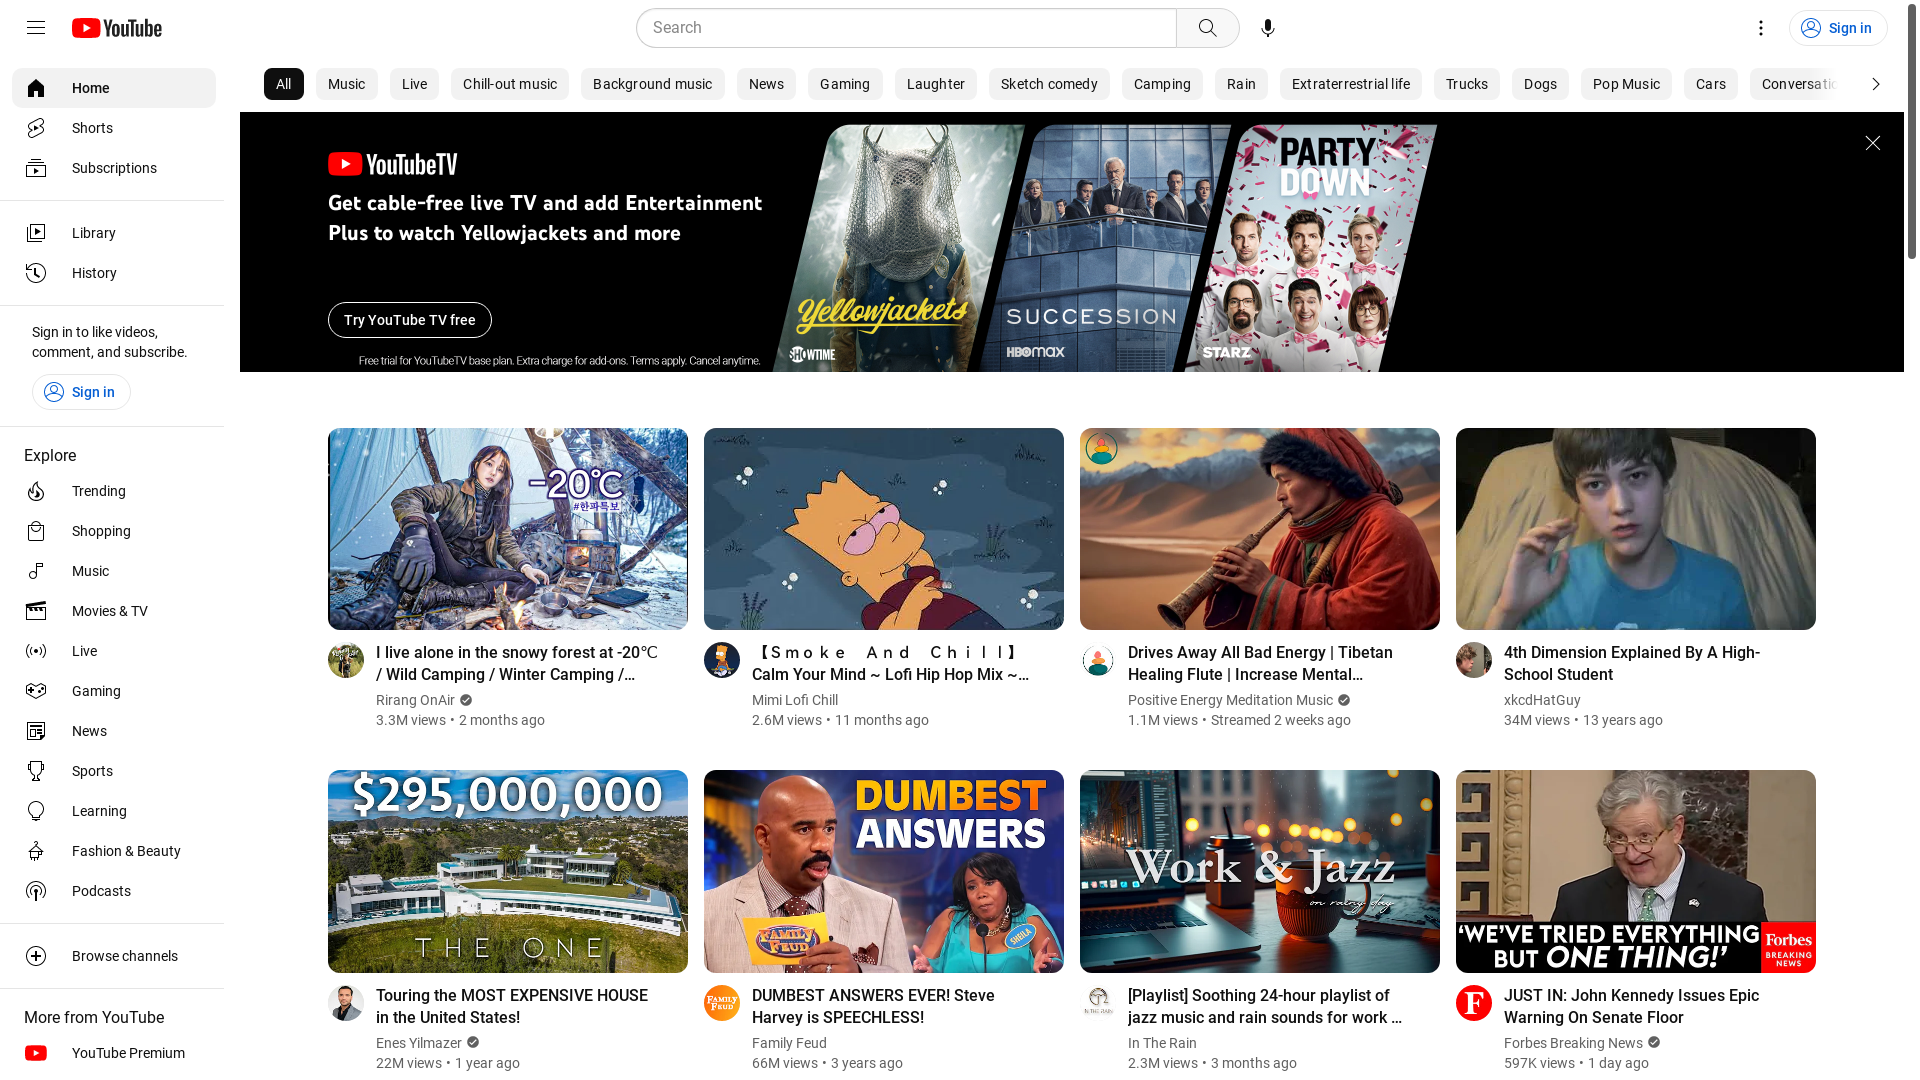 YouTube
Search
Sign in
Home
Shorts
Subscriptions
Library
History
Sign in to like videos,
comment, and subscribe.
Sign in
Explore
Trending
Shopping
Music
Movies & TV
Live
Gaming
News
Sports
Learning
Fashion & Beauty
Podcasts
Browse channels
More from YouTube
YouTube Premium
All Music Live Chill-out music Background music News Gaming Laughter Sketch comedy Camping Rain Extraterrestrial life Trucks Dogs Pop Music Cars Conversatio
YouTubeTV
Get cable-free live TV and add Entertainment
Plus to watch Yellowjackets and more
Try YouTube TV free
Free trial for YouTubeTV base plan. Extra charge for add-ons. Terms apply. Cancel anytime.
Yellowjackets
SHOWTIME
SUCCESSION
HBOMAX
PARTY
DOWN
STARZ
-20℃
#한파특보
I live alone in the snowy forest at -20℃
/ Wild Camping / Winter Camping /...
Rirang OnAir
3.3M views • 2 months ago
【Ｓｍｏｋｅ　Ａｎｄ　Ｃｈｉｌｌ】
Calm Your Mind ~ Lofi Hip Hop Mix ~...
Mimi Lofi Chill
2.6M views • 11 months ago
Drives Away All Bad Energy | Tibetan
Healing Flute | Increase Mental...
Positive Energy Meditation Music
1.1M views • Streamed 2 weeks ago
4th Dimension Explained By A High-
School Student
xkcdHatGuy
34M views • 13 years ago
$295,000,000
THE ONE
Touring the MOST EXPENSIVE HOUSE
in the United States!
Enes Yilmazer
22M views • 1 year ago
DUMBEST
ANSWERS
FAMILY
FEUD
SHEILA
FAMILY
FEUD
DUMBEST ANSWERS EVER! Steve
Harvey is SPEECHLESS!
Family Feud
66M views • 3 years ago
Work & Jazz
on rainy day
IN THE RAIN
[Playlist] Soothing 24-hour playlist of
jazz music and rain sounds for work ...
In The Rain
2.3M views • 3 months ago
'WE'VE TRIED EVERYTHING
BUT ONE THING!'
Forbes
BREAKING
NEWS
F
JUST IN: John Kennedy Issues Epic
Warning On Senate Floor
Forbes Breaking News
597K views • 1 day ago